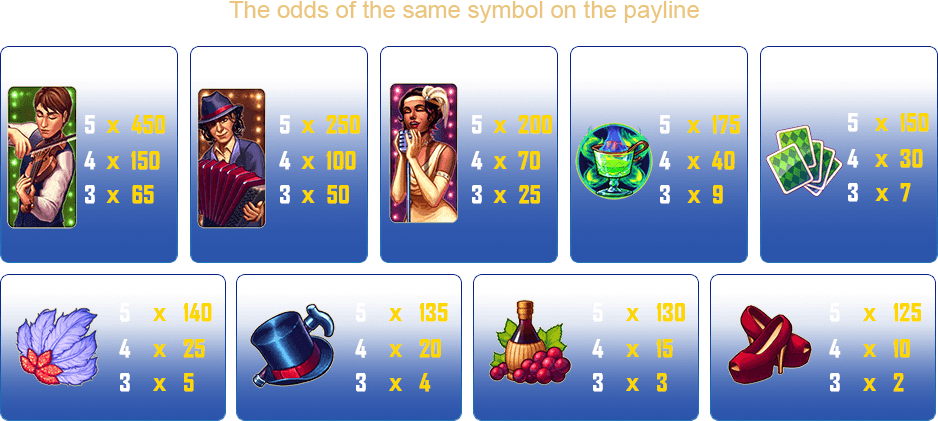 The odds of the same symbol on the payline
5 x 450
4 x 150
3 x 65
5 x 250
4 x 100
3 x 50
5 x 200
4 x 70
3 x 25
5 x 175
4 x 40
3 x 9
5 x 150
4 x 30
3 x 7
5 x 140
4 x 25
3 x 5
5 x 135
4 x 20
3 x 4
5 x 130
4 x 15
3 x 3
5 x 125
4 x 10
3 x 2